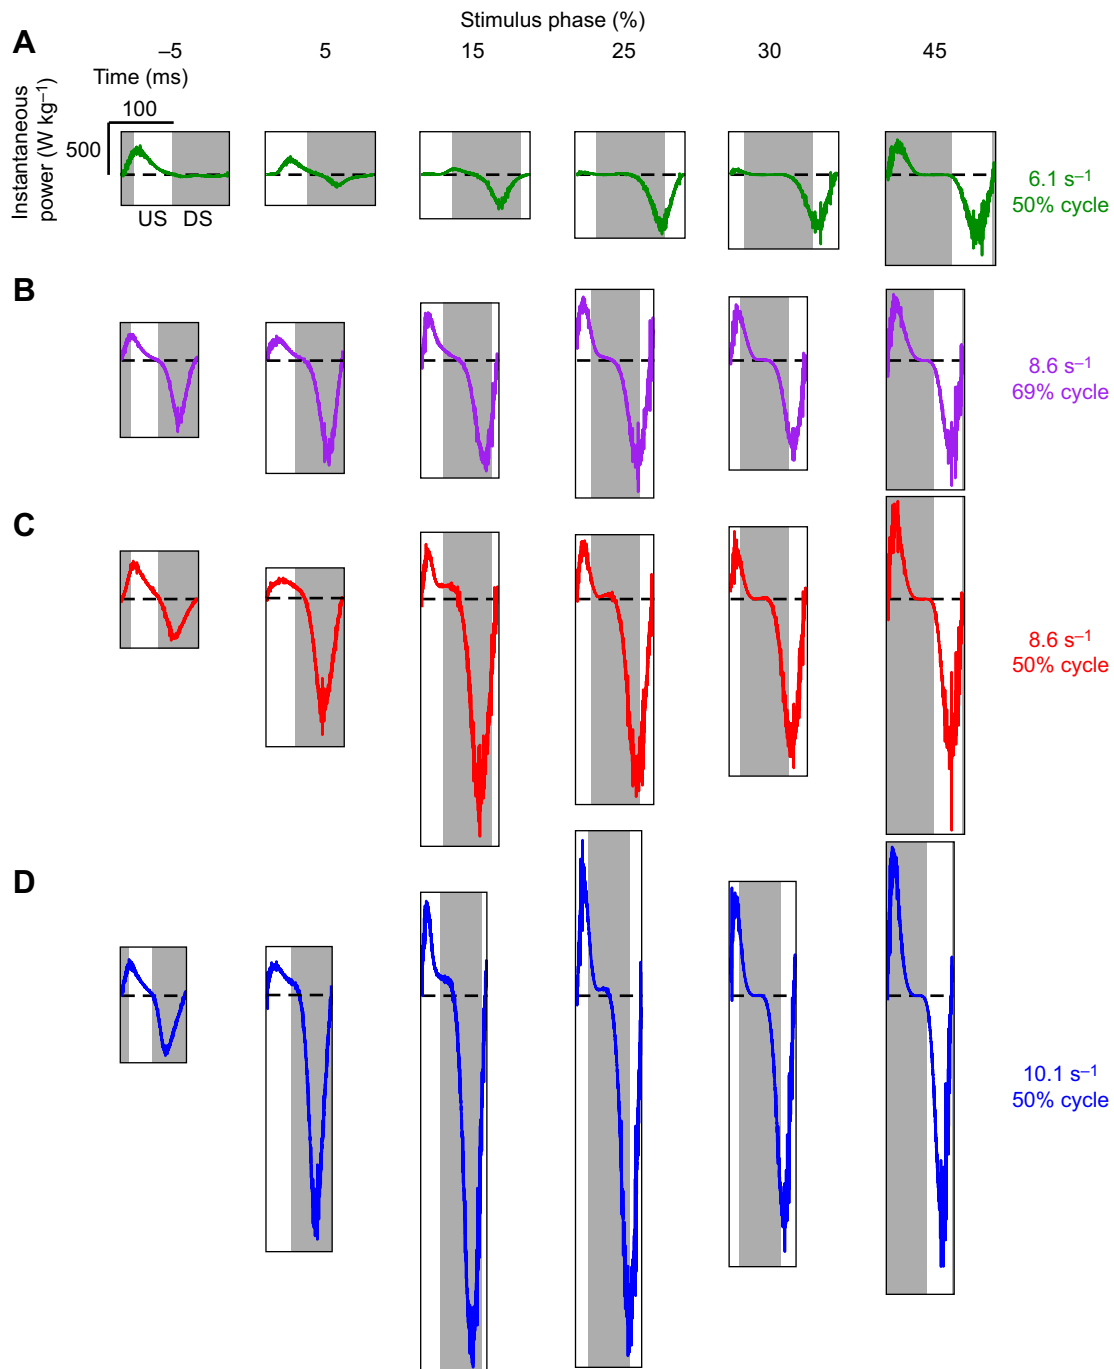 Stimulus phase (%)
A
–5 5 15 25 30 45
Time (ms)
100
Instantaneous
power (W kg–1)
500
US DS
6.1 s–1
50% cycle
B
8.6 s–1
69% cycle
C
8.6 s–1
50% cycle
D
10.1 s–1
50% cycle